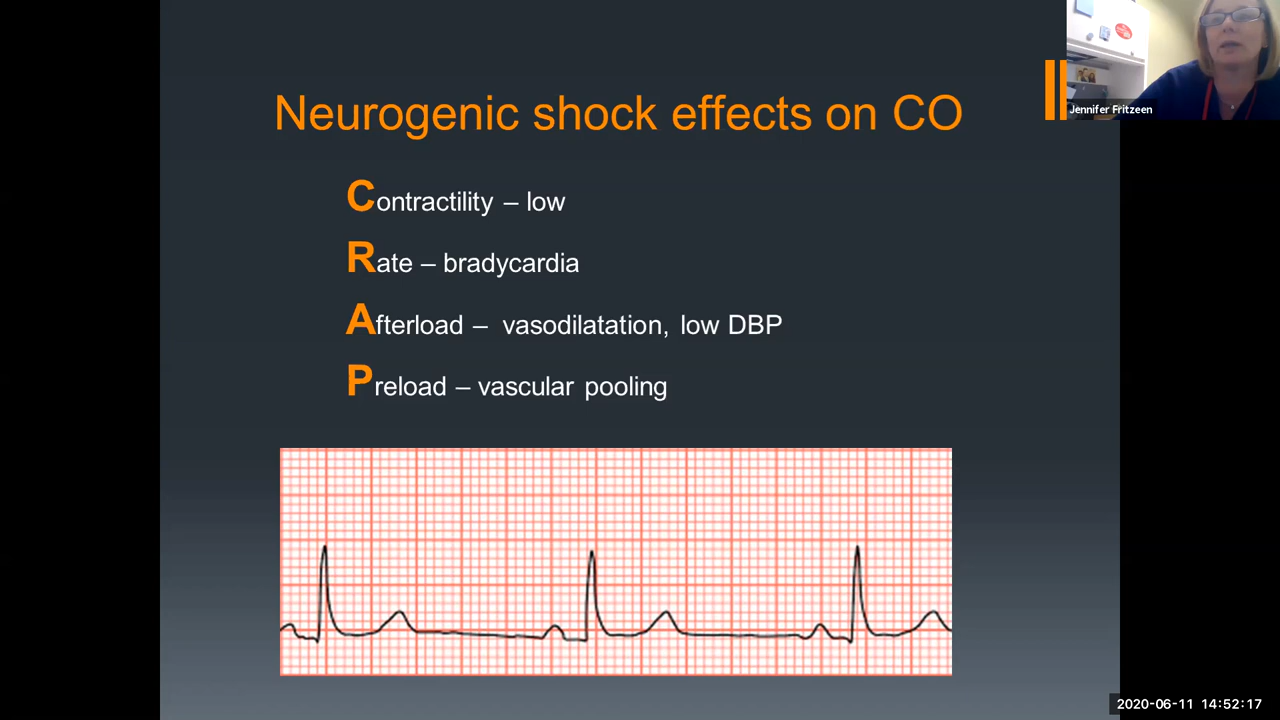 Neurogenic shock effects on CO
Contractility – low
Rate – bradycardia
Afterload – vasodilatation, low DBP
Preload – vascular pooling
Jennifer Fritzeen
2020-06-11 14:52:17